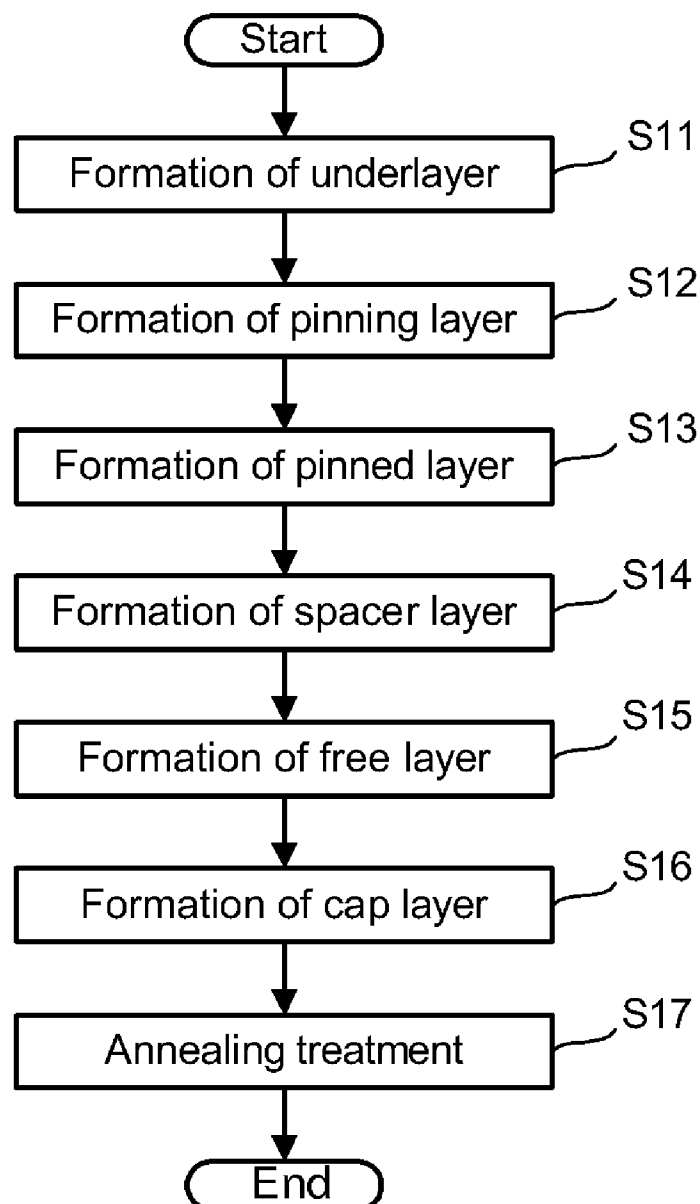 Start
S11
Formation of underlayer
S12
Formation of pinning layer
S13
Formation of pinned layer
S14
Formation of spacer layer
S15
Formation of free layer
S16
Formation of cap layer
S17
Annealing treatment
End